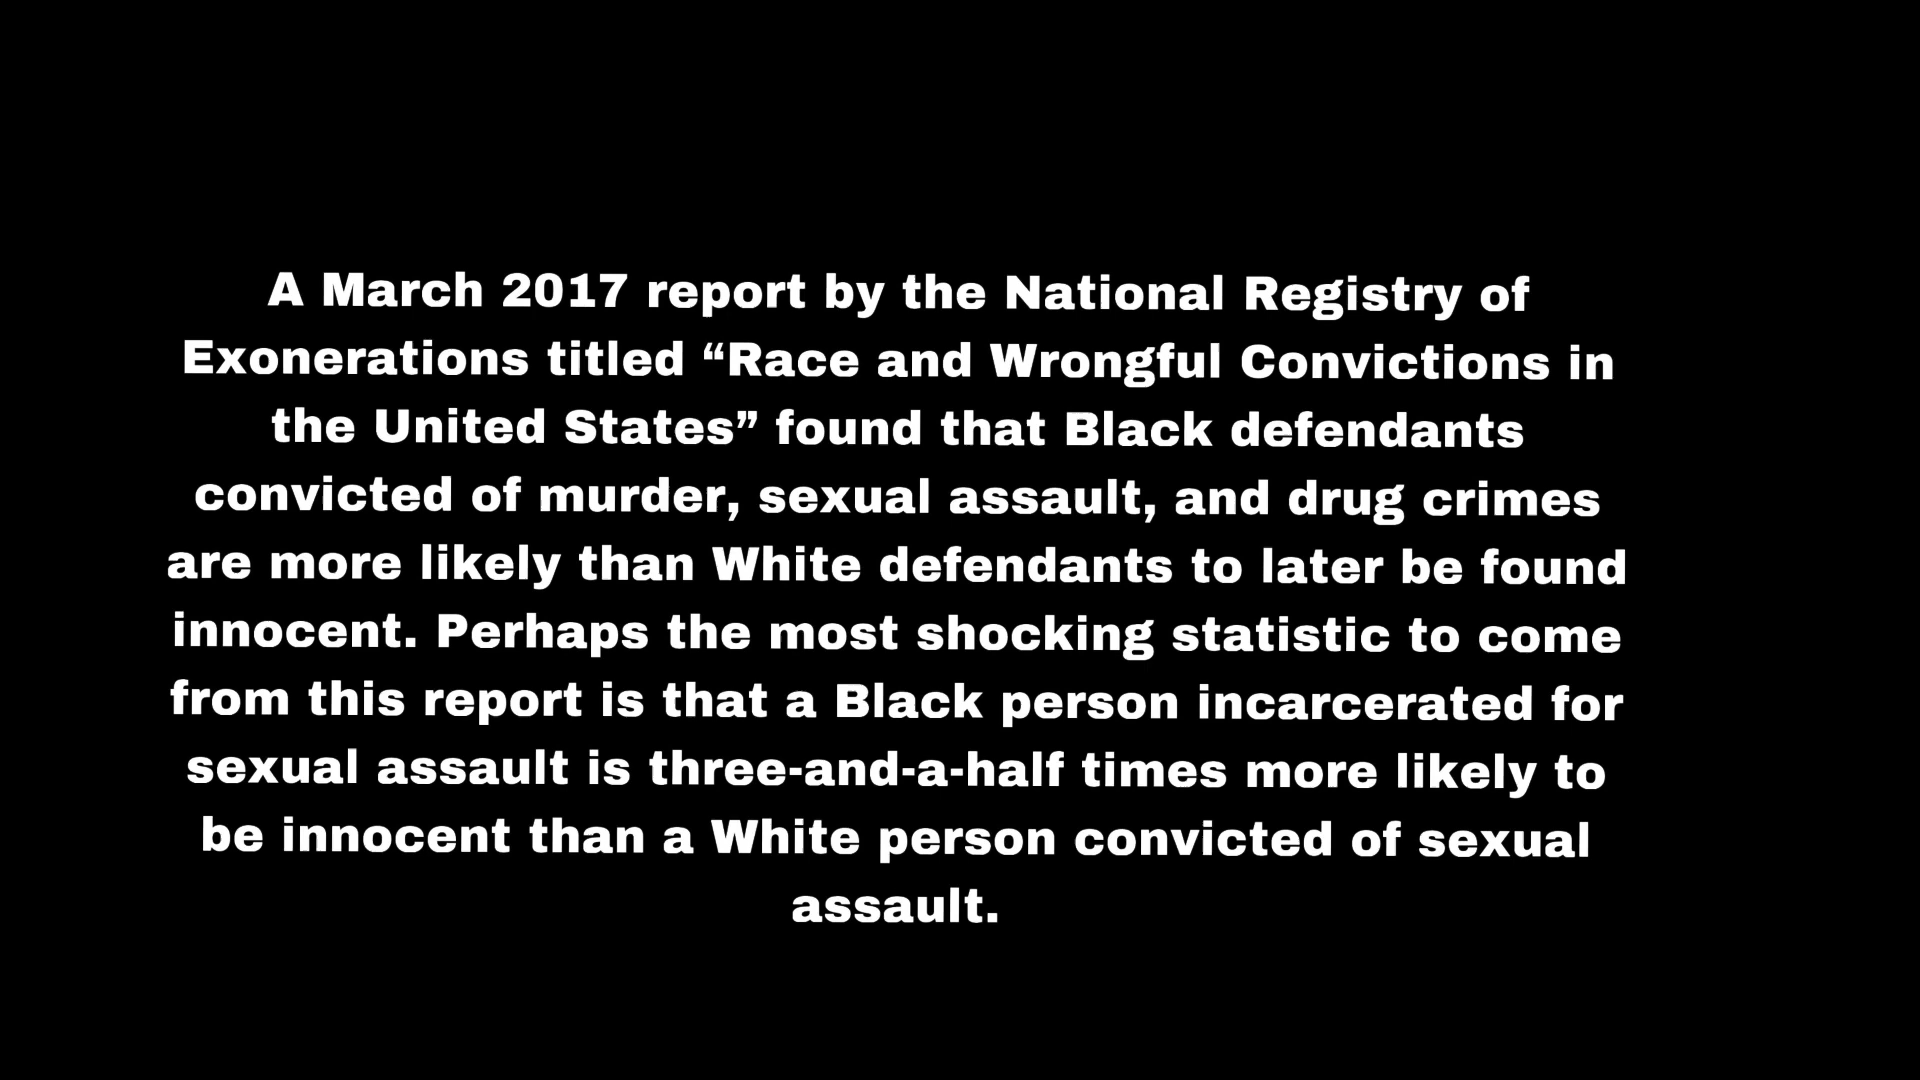 A March 2017 report by the National Registry of
Exonerations titled “Race and Wrongful Convictions in
the United States” found that Black defendants
convicted of murder, sexual assault, and drug crimes
are more likely than White defendants to later be found
innocent. Perhaps the most shocking statistic to come
from this report is that a Black person incarcerated for
sexual assault is three-and-a-half times more likely to
be innocent than a White person convicted of sexual
assault.